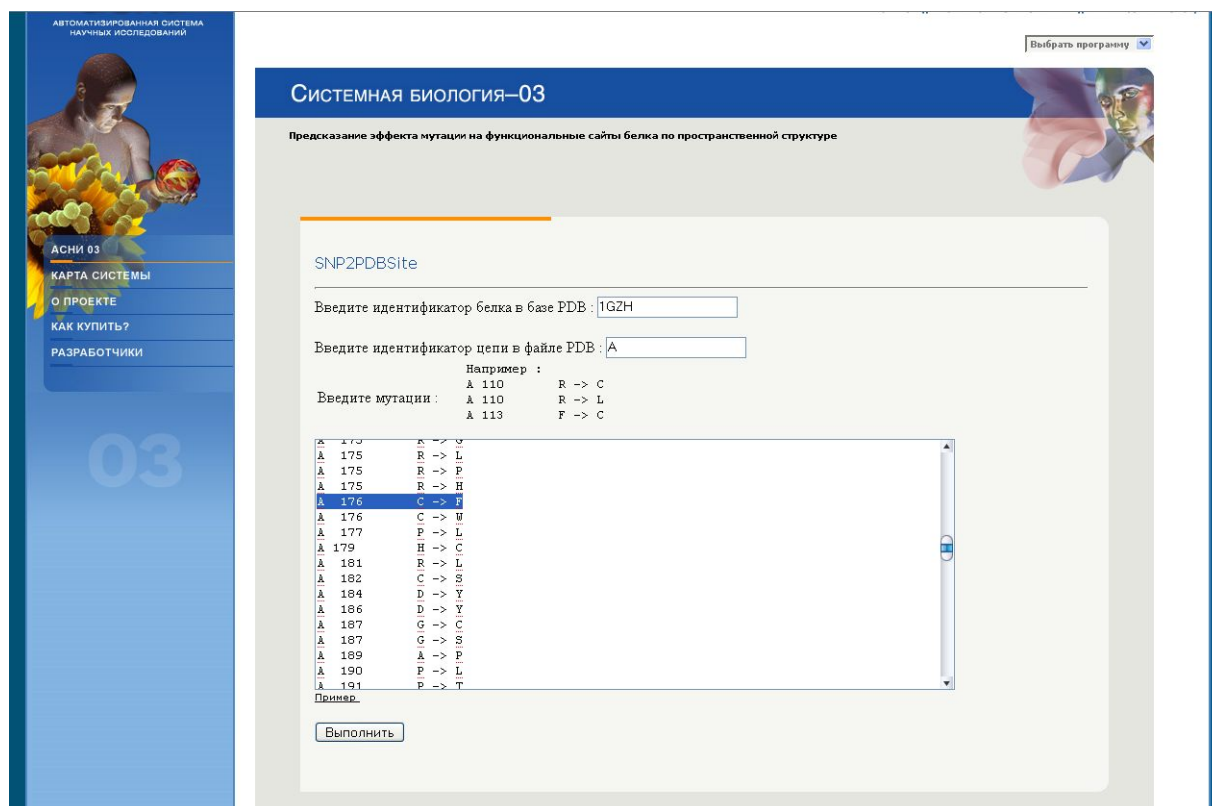 АВТОМАТИЗИРОВАННАЯ СИСТЕМА
НАУЧНЫХ ИССЛЕДОВАНИЙ
Выбрать программу
СИСТЕМНАЯ БИОЛОГИЯ–03
Предсказание эффекта мутации на функциональные сайты белка по пространственной структуре
АСНИ 03
КАРТА СИСТЕМЫ
О ПРОЕКТЕ
КАК КУПИТЬ?
РАЗРАБОТЧИКИ
03
SNP2PDBSite
Введите идентификатор белка в базе PDB : 1GZH
Введите идентификатор цепи в файле PDB : A
Например :
A 110 R -> C
Введите мутации : A 110 R -> L
A 113 F -> C
A 175 R -> G
A 175 R -> L
A 175 R -> P
A 175 R -> H
A 176 C -> F
A 176 C -> W
A 177 P -> L
A 179 H -> C
A 181 R -> L
A 182 C -> S
A 184 D -> Y
A 186 D -> Y
A 187 G -> C
A 187 G -> S
A 189 A -> P
A 190 P -> L
A 191 P -> T
Пример
Выполнить